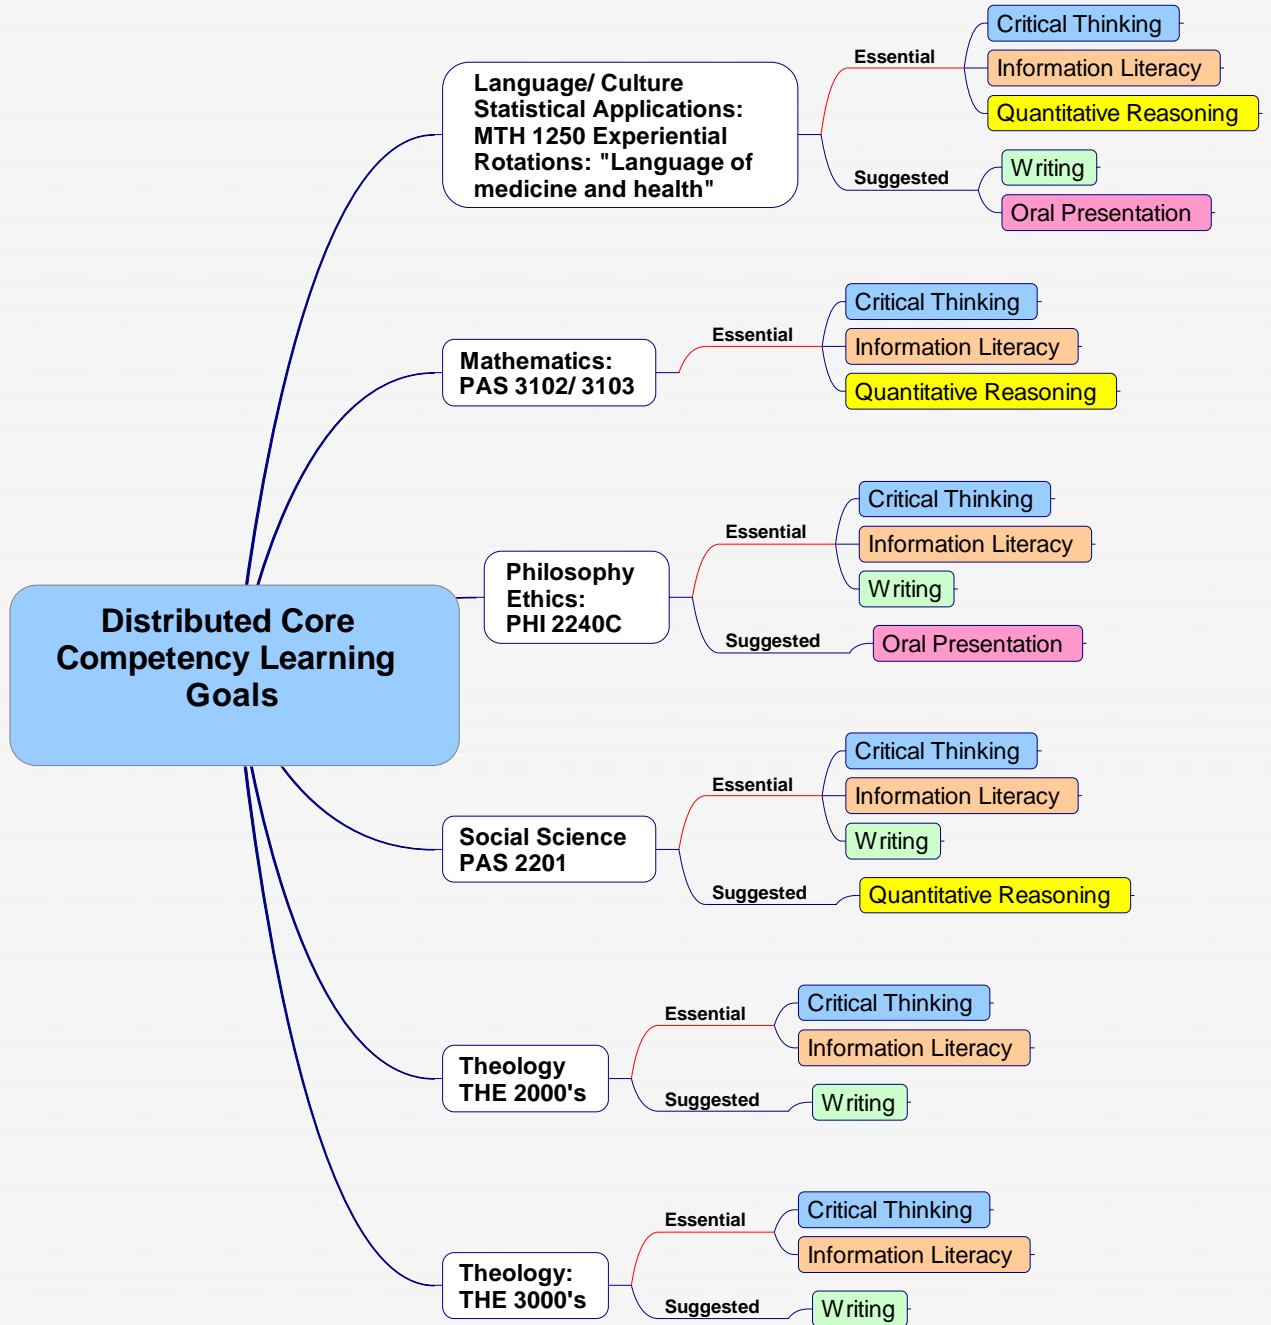 Distributed Core
Competency Learning
Goals
Language/ Culture
Statistical Applications:
MTH 1250 Experiential
Rotations: "Language of
medicine and health"
Essential
Critical Thinking
Information Literacy
Quantitative Reasoning
Suggested
Writing
Oral Presentation
Mathematics:
PAS 3102/ 3103
Essential
Critical Thinking
Information Literacy
Quantitative Reasoning
Philosophy
Ethics:
PHI 2240C
Essential
Critical Thinking
Information Literacy
Writing
Suggested
Oral Presentation
Social Science
PAS 2201
Essential
Critical Thinking
Information Literacy
Writing
Suggested
Quantitative Reasoning
Theology
THE 2000's
Essential
Critical Thinking
Information Literacy
Suggested
Writing
Theology:
THE 3000's
Essential
Critical Thinking
Information Literacy
Suggested
Writing